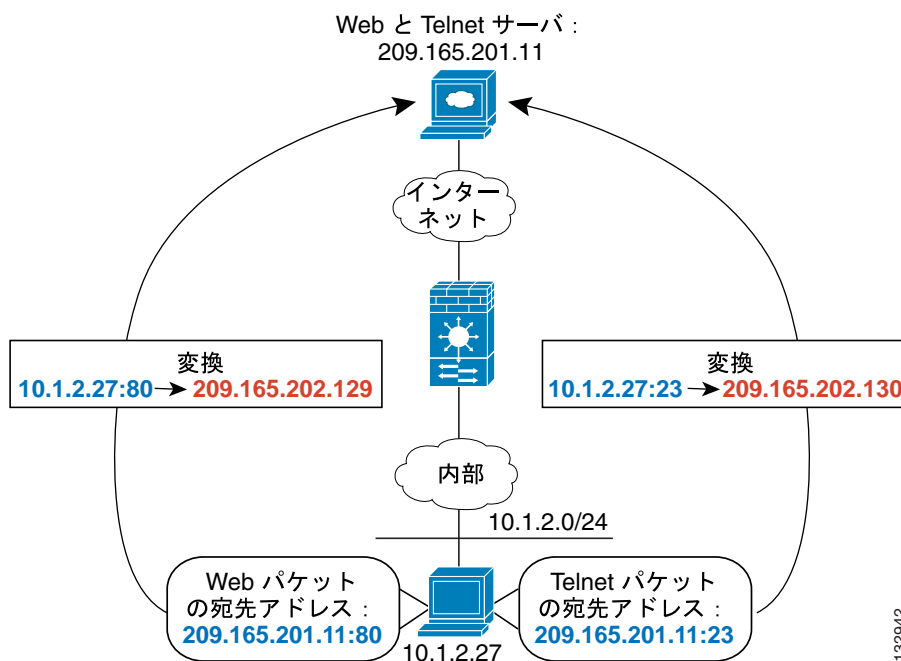 Web と Telnet サーバ：
209.165.201.11
インター
ネット
変換
10.1.2.27:80 → 209.165.202.129
変換
10.1.2.27:23 → 209.165.202.130
内部
10.1.2.0/24
Web パケット
の宛先アドレス：
209.165.201.11:80
Telnet パケット
の宛先アドレス：
209.165.201.11:23
10.1.2.27
132942